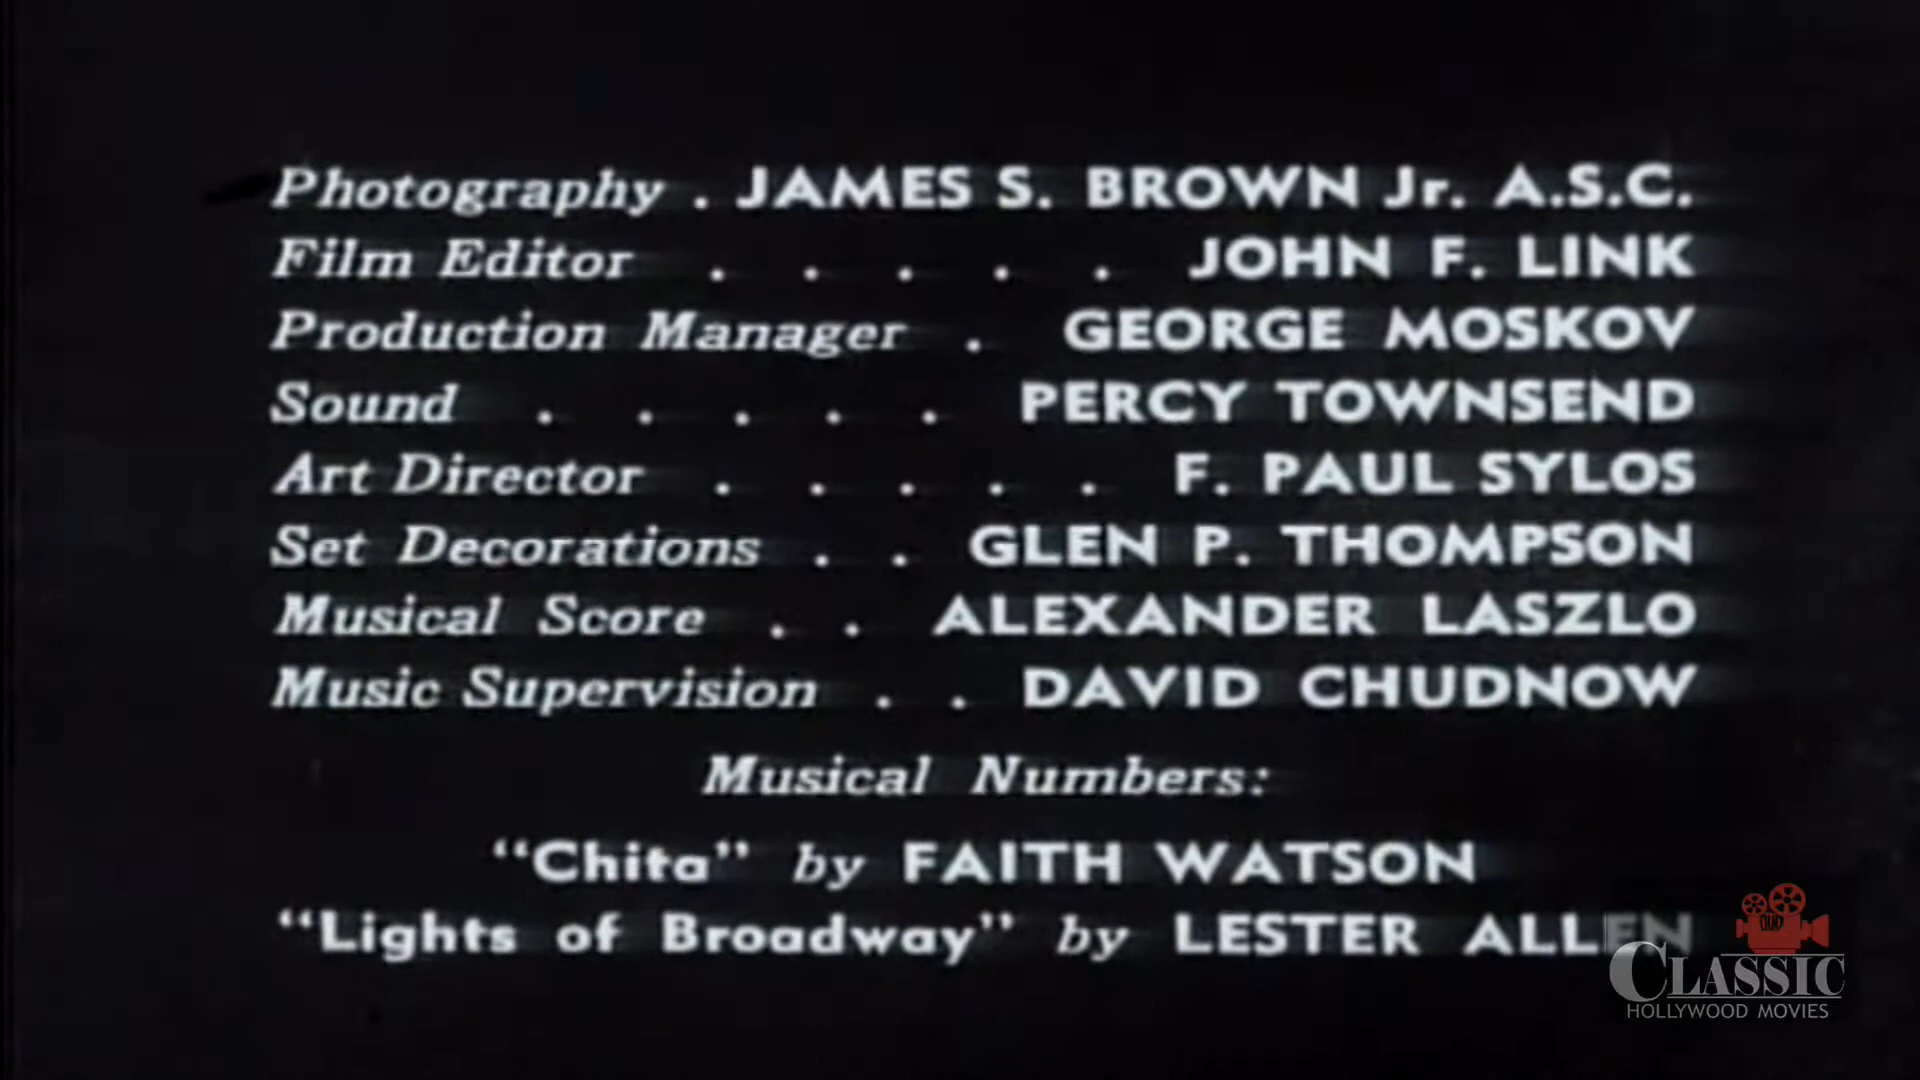 Photography . JAMES S. BROWN Jr. A.S.C.
Film Editor . . . . . JOHN F. LINK
Production Manager . GEORGE MOSKOV
Sound . . . . . PERCY TOWNSEND
Art Director . . . . . F. PAUL SYLOS
Set Decorations . . GLEN P. THOMPSON
Musical Score . . ALEXANDER LASZLO
Music Supervision . . DAVID CHUDNOW
Musical Numbers:
"Chita" by FAITH WATSON
"Lights of Broadway" by LESTER ALLEN
CLASSIC
HOLLYWOOD MOVIES